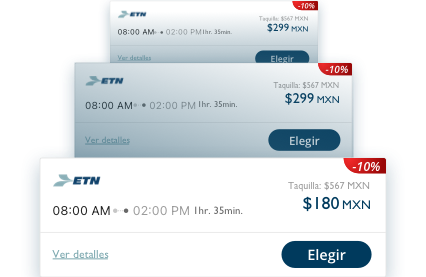 -10%
ETN
Taquilla: $567 MXN
$299 MXN
08:00 AM 02:00 PM 1hr. 35min.
Ver detalles
Elegir
-10%
ETN
Taquilla: $567 MXN
$299 MXN
08:00 AM 02:00 PM 1hr. 35min.
Ver detalles
Elegir
-10%
ETN
Taquilla: $567 MXN
$180 MXN
08:00 AM 02:00 PM 1hr. 35min.
Ver detalles
Elegir